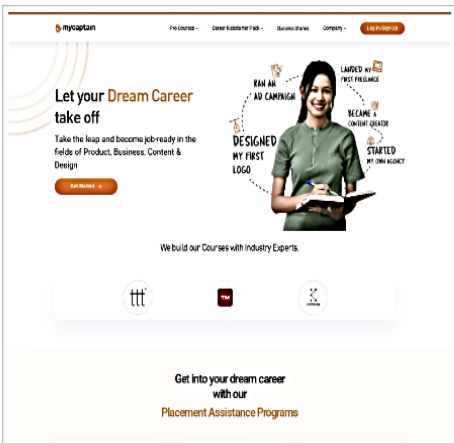 mycaptain
Pro Courses
Career Kickstarter Pack
Success Stories
Company
Log In/Sign Up
Let your Dream Career
take off
Take the leap and become job-ready in the
fields of Product, Business, Content &
Design
Get Started
RAN AN
AD CAMPAIGN
LANDED MY
FIRST FREELANCE
BECAME A
CONTENT CREATOR
DESIGNED
MY FIRST
LOGO
STARTED
MY OWN AGENCY
We build our Courses with Industry Experts.
ttt
TM
Get into your dream career
with our
Placement Assistance Programs